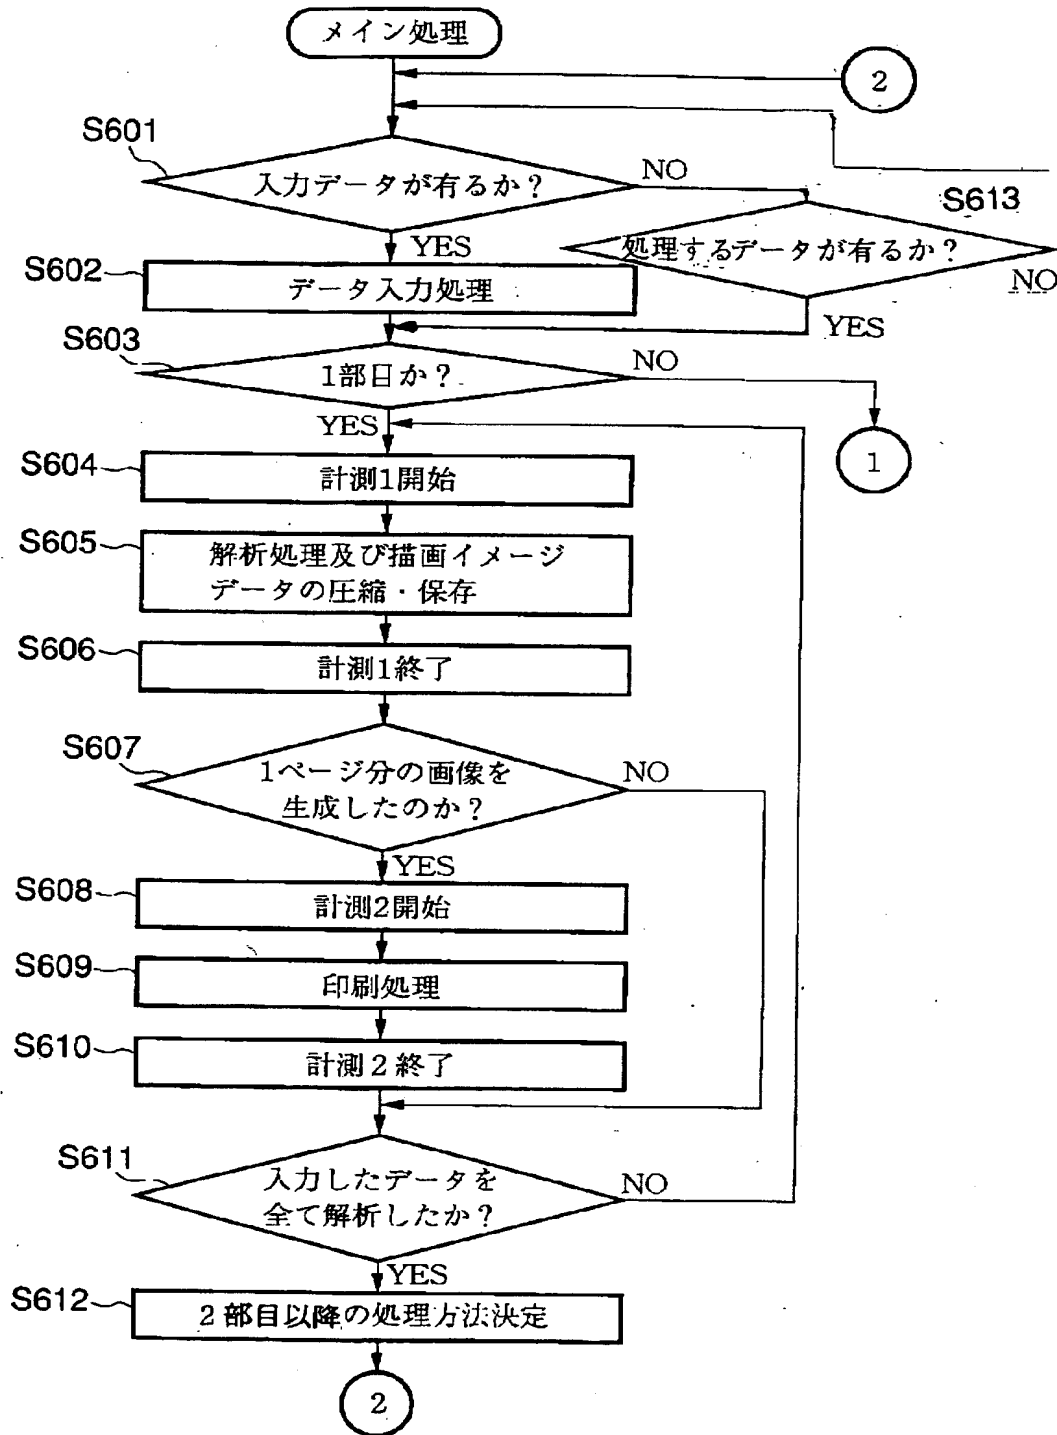 メイン処理
2
S601
入力データが有るか?
NO
S613
処理するデータが有るか?
NO
YES
YES
S602
データ入力処理
S603
1部目か?
NO
1
YES
S604
計測1開始
S605
解析処理及び描画イメージ
データの圧縮・保存
S606
計測1終了
S607
1ページ分の画像を
生成したのか?
NO
YES
S608
計測2開始
S609
印刷処理
S610
計測2終了
S611
入力したデータを
全て解析したか?
NO
YES
S612
2部目以降の処理方法決定
2